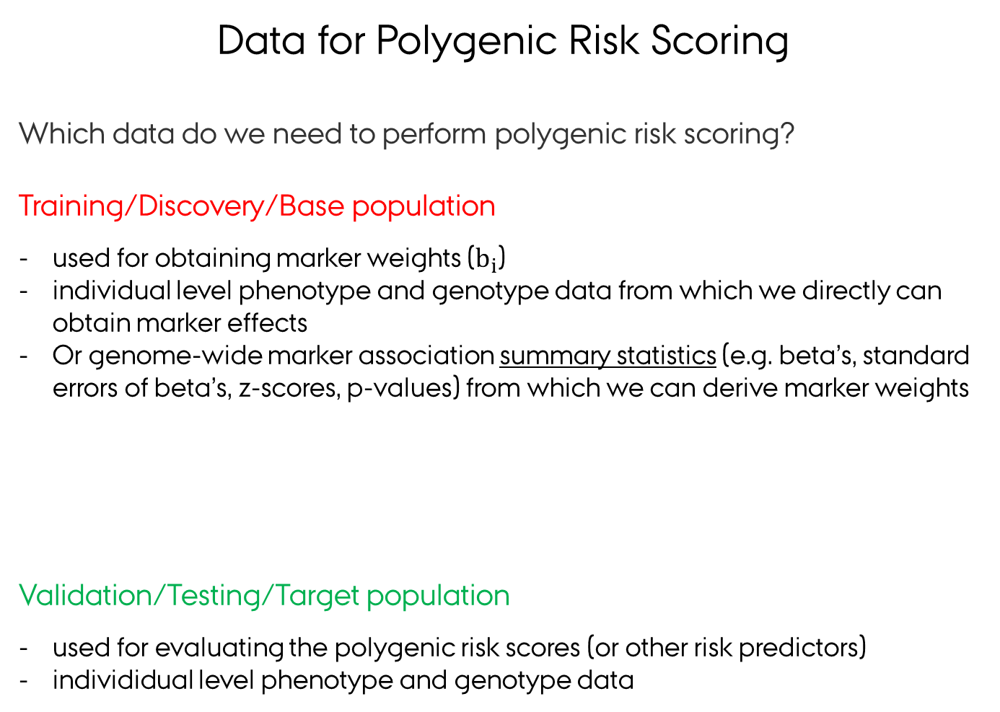 Data for Polygenic Risk Scoring
Which data do we need to perform polygenic risk scoring?
Training/Discovery/Base population
- used for obtaining marker weights (bᵢ)
- individual level phenotype and genotype data from which we directly can
obtain marker effects
- Or genome-wide marker association summary statistics (e.g. beta’s, standard
errors of beta’s, z-scores, p-values) from which we can derive marker weights
Validation/Testing/Target population
- used for evaluating the polygenic risk scores (or other risk predictors)
- individidual level phenotype and genotype data